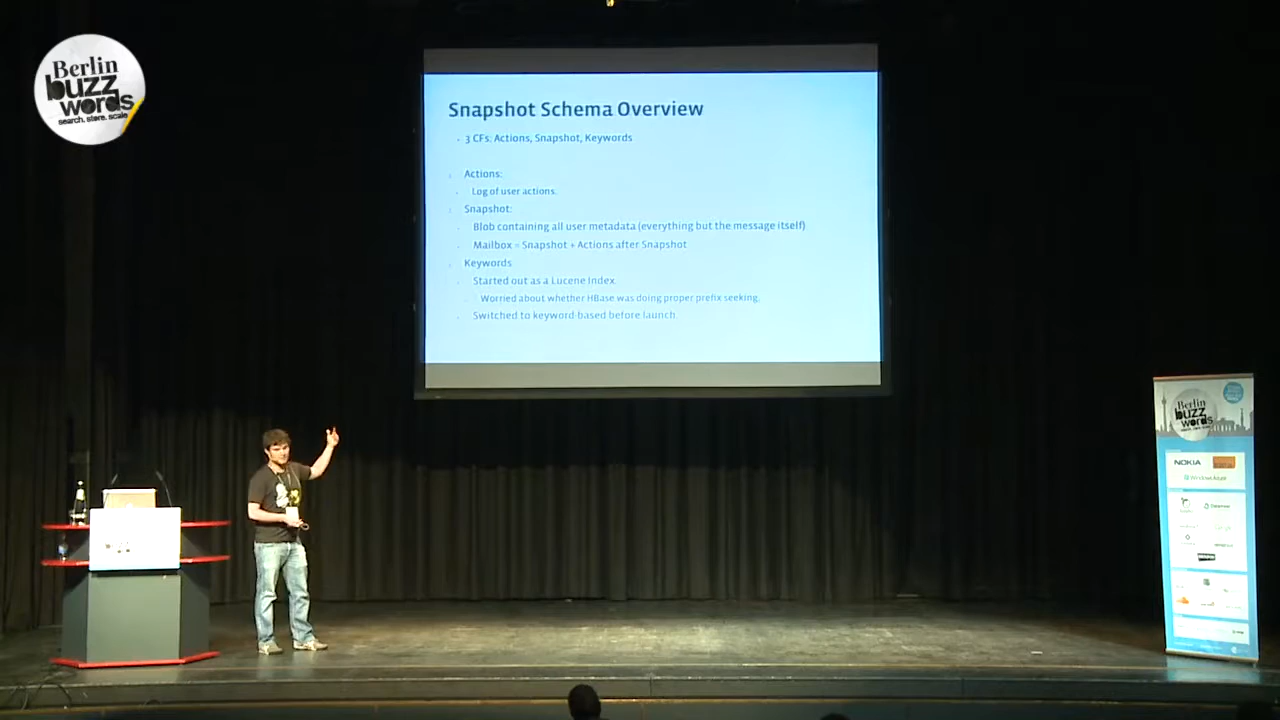 Berlin
buzz
words
search. store. scale
Snapshot Schema Overview
• 3 CFs: Actions, Snapshot, Keywords
Actions:
• Log of user actions.
Snapshot:
• Blob containing all user metadata (everything but the message itself)
• Mailbox = Snapshot + Actions after Snapshot
Keywords
• Started out as a Lucene Index.
Worried about whether HBase was doing proper prefix seeking.
• Switched to keyword-based before launch
Berlin
buzz
words
NOKIA
Windows Azure